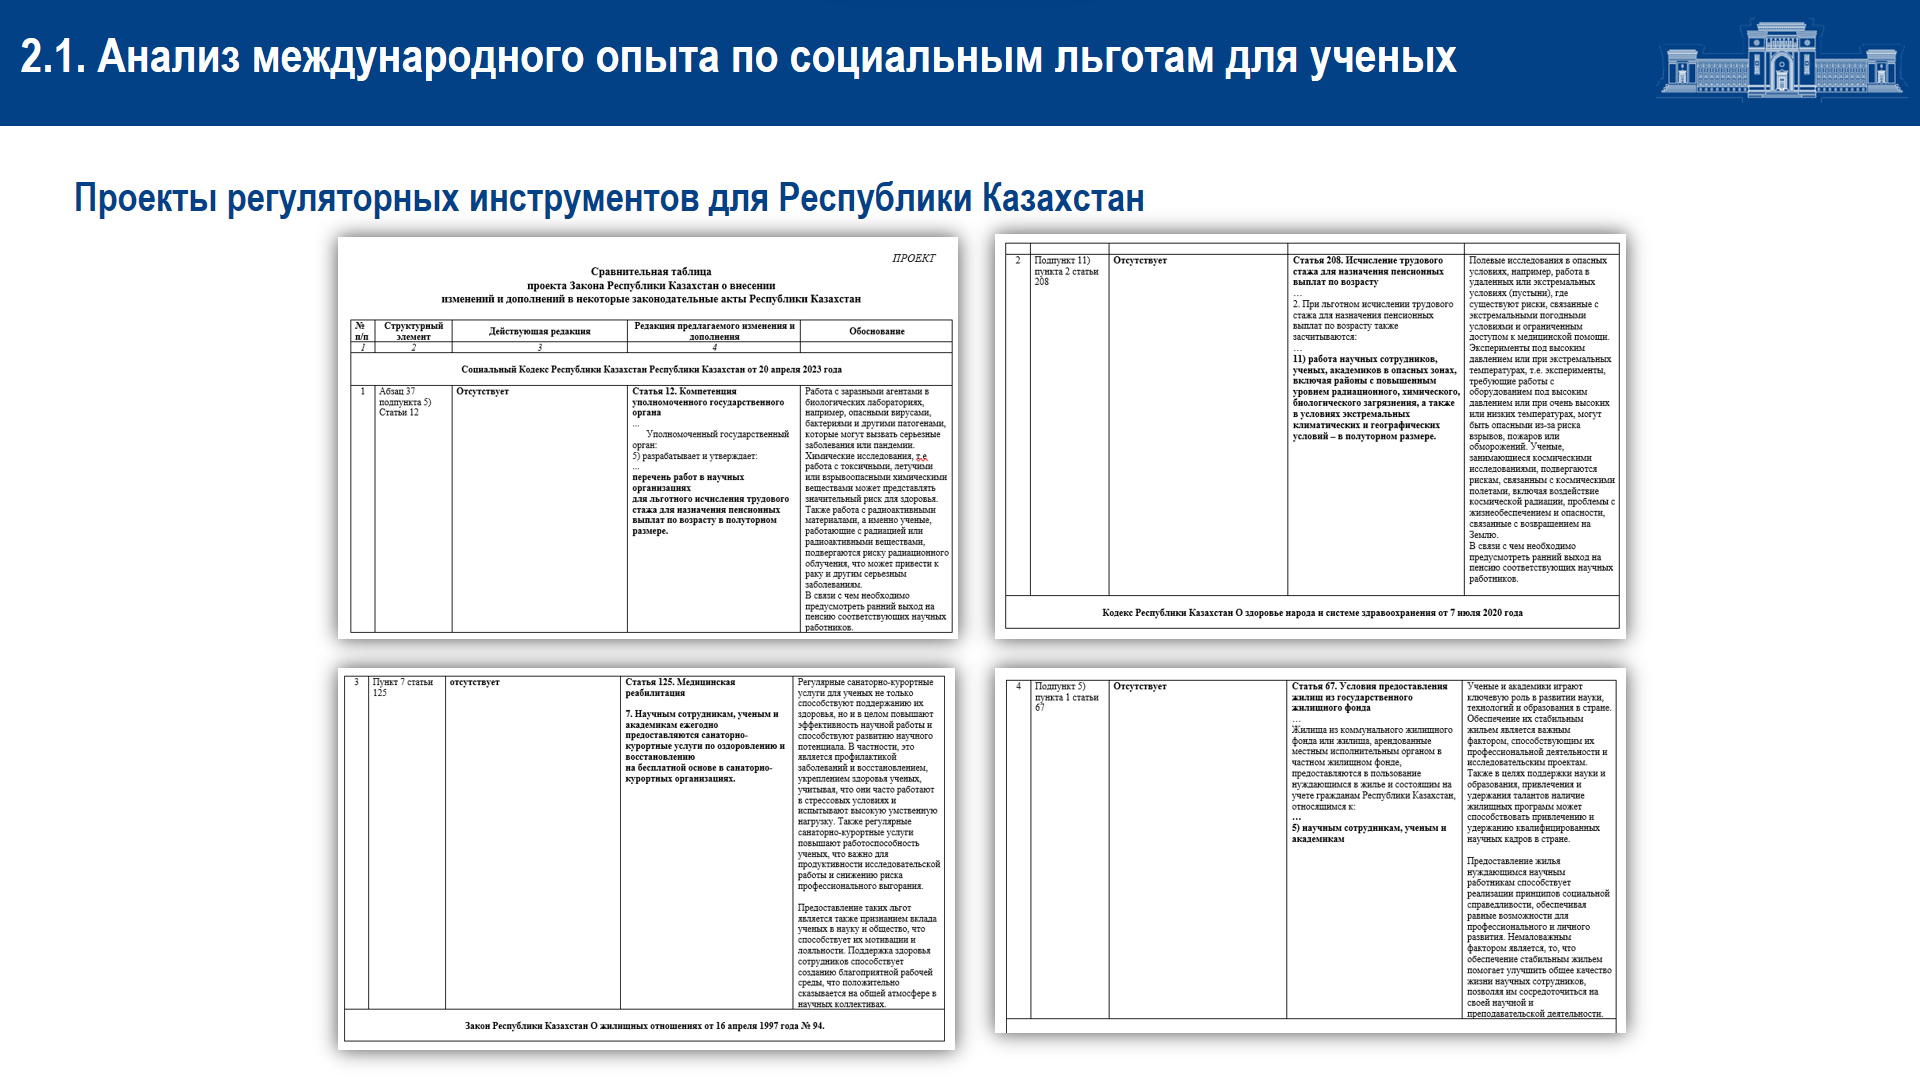 2.1. Анализ международного опыта по социальным льготам для ученых
Проекты регуляторных инструментов для Республики Казахстан
ПРОЕКТ
Сравнительная таблица
проекта Закона Республики Казахстан о внесении
изменений и дополнений в некоторые законодательные акты Республики Казахстан
№ п/п
Структурный элемент
Действующая редакция
Редакция предлагаемого изменения и дополнения
Обоснование
1
2
3
4
Социальный Кодекс Республики Казахстан Республики Казахстан от 20 апреля 2023 года
1
Абзац 37
подпункта 5)
Статьи 12
Отсутствует
Статья 12. Компетенция
уполномоченного государственного
органа
...
Уполномоченный государственный
орган:
5) разрабатывает и утверждает:
...
перечень работ в научных
организациях
для льготного исчисления трудового
стажа для назначения пенсионных
выплат по возрасту в полуторном
размере.
Работа с заразными агентами в
биологических лабораториях,
например, опасными вирусами,
бактериями и другими патогенами,
которые могут вызвать серьезные
заболевания или пандемии.
Химические исследования, т.е.
работа с токсичными, летучими
или взрывоопасными химическими
веществами может представлять
значительный риск для здоровья.
Также работа с радиоактивными
материалами, а именно ученые,
работающие с радиацией или
радиоактивными веществами,
подвергаются риску радиационного
облучения, что может привести к
раку и другим серьезным
заболеваниям.
В связи с чем необходимо
предусмотреть ранний выход на
пенсию соответствующих научных
работников.
2
Подпункт 11)
пункта 2 статьи
208
Отсутствует
Статья 208. Исчисление трудового
стажа для назначения пенсионных
выплат по возрасту
…
2. При льготном исчислении трудового
стажа для назначения пенсионных
выплат по возрасту также
засчитываются:
…
11) работа научных сотрудников,
ученых, академиков в опасных зонах,
включая районы с повышенным
уровнем радиационного, химического,
биологического загрязнения, а также
в условиях экстремальных
климатических и географических
условий – в полуторном размере.
Полевые исследования в опасных
условиях, например, работа в
удаленных или экстремальных
условиях (пустыни), где
существуют риски, связанные с
экстремальными погодными
условиями и ограниченным
доступом к медицинской помощи.
Эксперименты под высоким
давлением или при экстремальных
температурах, т.е. эксперименты,
требующие работы с
оборудованием под высоким
давлением или при очень высоких
или низких температурах, могут
быть опасными из-за риска
взрывов, пожаров или
обморожений. Ученые,
занимающиеся космическими
исследованиями, подвергаются
рискам, связанным с космическими
полетами, включая воздействие
космической радиации, проблемы с
жизнеобеспечением и опасности,
связанные с возвращением на
Землю.
В связи с чем необходимо
предусмотреть ранний выход на
пенсию соответствующих научных
работников.
Кодекс Республики Казахстан О здоровье народа и системе здравоохранения от 7 июля 2020 года
3
Пункт 7 статьи
125
отсутствует
Статья 125. Медицинская
реабилитация
7. Научным сотрудникам, ученым и
академикам ежегодно
предоставляются санаторно-
курортные услуги по оздоровлению и
восстановлению
на бесплатной основе в санаторно-
курортных организациях.
Регулярные санаторно-курортные
услуги для ученых не только
способствуют поддержанию их
здоровья, но и в целом повышают
эффективность научной работы и
способствуют развитию научного
потенциала. В частности, это
является профилактикой
заболеваний и восстановлением,
укреплением здоровья ученых,
учитывая, что они часто работают
в стрессовых условиях и
испытывают высокую умственную
нагрузку. Также регулярные
санаторно-курортные услуги
повышают работоспособность
ученых, что важно для
продуктивности исследовательской
работы и снижению риска
профессионального выгорания.
Предоставление таких льгот
является также признанием вклада
ученых в науку и общество, что
способствует их мотивации и
лояльности. Поддержка здоровья
сотрудников способствует
созданию благоприятной рабочей
среды, что положительно
сказывается на общей атмосфере в
научных коллективах.
Закон Республики Казахстан О жилищных отношениях от 16 апреля 1997 года № 94.
4
Подпункт 5)
пункта 1 статьи
67
Отсутствует
Статья 67. Условия предоставления
жилищ из государственного
жилищного фонда
…
Жилища из коммунального жилищного
фонда или жилища, арендованные
местным исполнительным органом в
частном жилищном фонде,
предоставляются в пользование
нуждающимся в жилье и состоящим на
учете гражданам Республики Казахстан,
относящимся к:
…
5) научным сотрудникам, ученым и
академикам
Ученые и академики играют
ключевую роль в развитии науки,
технологий и образования в стране.
Обеспечение их стабильным
жильем является важным
фактором, способствующим их
профессиональной деятельности и
исследовательским проектам.
Также в целях поддержки науки и
образования, привлечения и
удержания талантов наличие
жилищных программ может
способствовать привлечению и
удержанию квалифицированных
научных кадров в стране.
Предоставление жилья
нуждающимся научным
работникам способствует
реализации принципов социальной
справедливости, обеспечивая
равные возможности для
профессионального и личного
развития. Немаловажным
фактором является, то, что
обеспечение стабильным жильем
помогает улучшить общее качество
жизни научных сотрудников,
позволяя им сосредоточиться на
своей научной и
преподавательской деятельности.